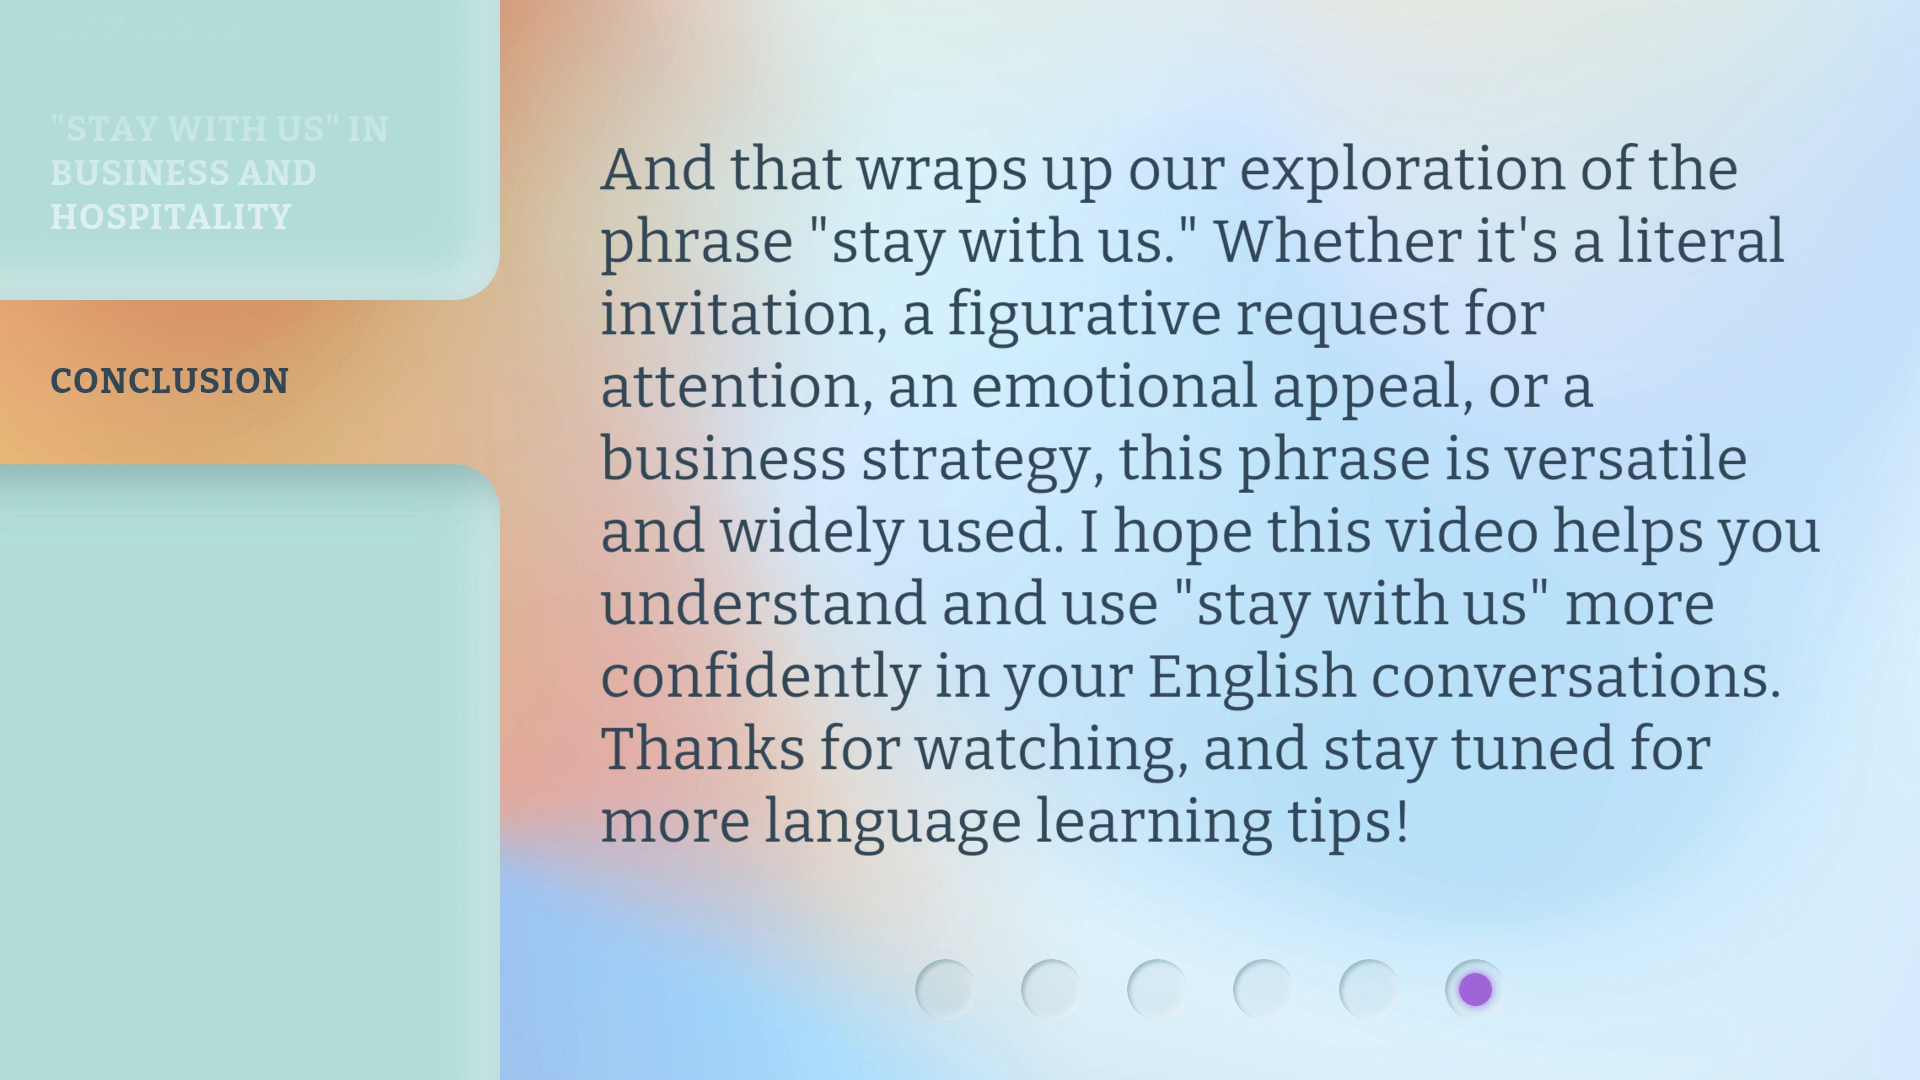 CONTEXTS
"STAY WITH US" IN
BUSINESS AND
HOSPITALITY
CONCLUSION
And that wraps up our exploration of the
phrase "stay with us." Whether it's a literal
invitation, a figurative request for
attention, an emotional appeal, or a
business strategy, this phrase is versatile
and widely used. I hope this video helps you
understand and use "stay with us" more
confidently in your English conversations.
Thanks for watching, and stay tuned for
more language learning tips!